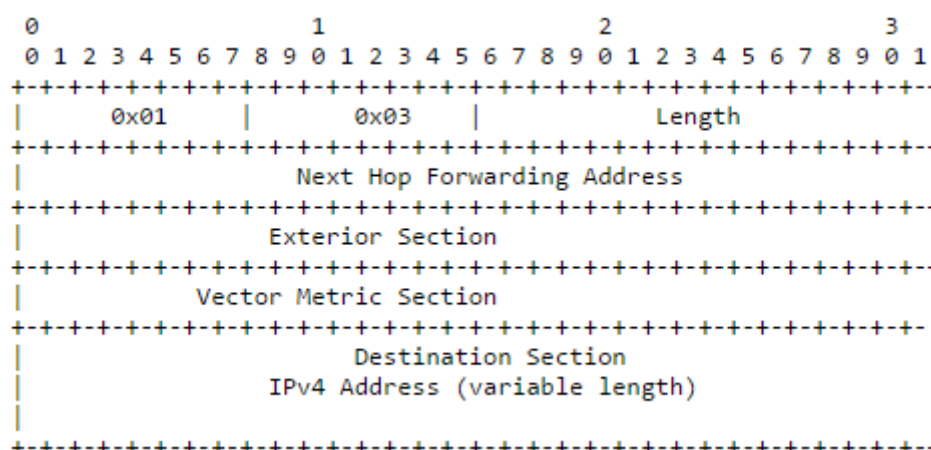 0                   1                   2                   3
0 1 2 3 4 5 6 7 8 9 0 1 2 3 4 5 6 7 8 9 0 1 2 3 4 5 6 7 8 9 0 1
+-+-+-+-+-+-+-+-+-+-+-+-+-+-+-+-+-+-+-+-+-+-+-+-+-+-+-+-+-+-+-+-
|      0x01     |       0x03    |            Length
+-+-+-+-+-+-+-+-+-+-+-+-+-+-+-+-+-+-+-+-+-+-+-+-+-+-+-+-+-+-+-+-
|                   Next Hop Forwarding Address
+-+-+-+-+-+-+-+-+-+-+-+-+-+-+-+-+-+-+-+-+-+-+-+-+-+-+-+-+-+-+-+-
|                 Exterior Section
+-+-+-+-+-+-+-+-+-+-+-+-+-+-+-+-+-+-+-+-+-+-+-+-+-+-+-+-+-+-+-+-
|            Vector Metric Section
+-+-+-+-+-+-+-+-+-+-+-+-+-+-+-+-+-+-+-+-+-+-+-+-+-+-+-+-+-+-+-+-
|                       Destination Section
|                 IPv4 Address (variable length)
|
+-+-+-+-+-+-+-+-+-+-+-+-+-+-+-+-+-+-+-+-+-+-+-+-+-+-+-+-+-+-+-+-